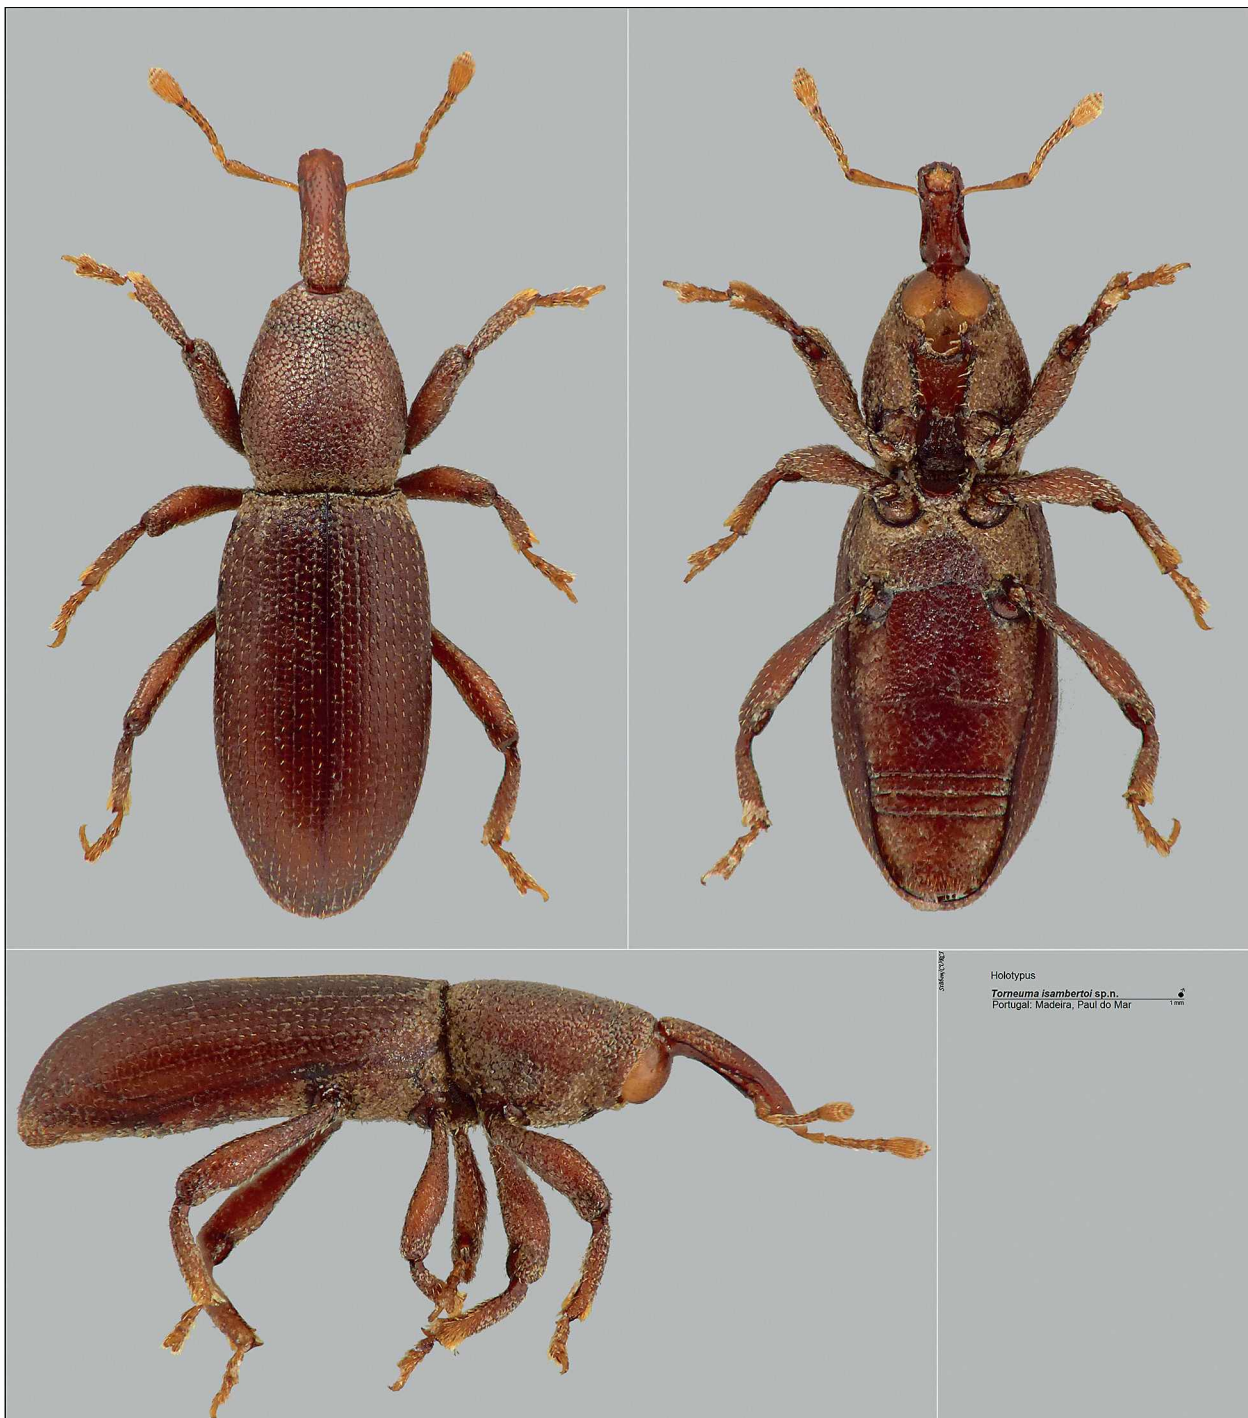 Holotypus
Torneuma isambertoi sp.n.
1 mm
Portugal: Madeira, Paul do Mar